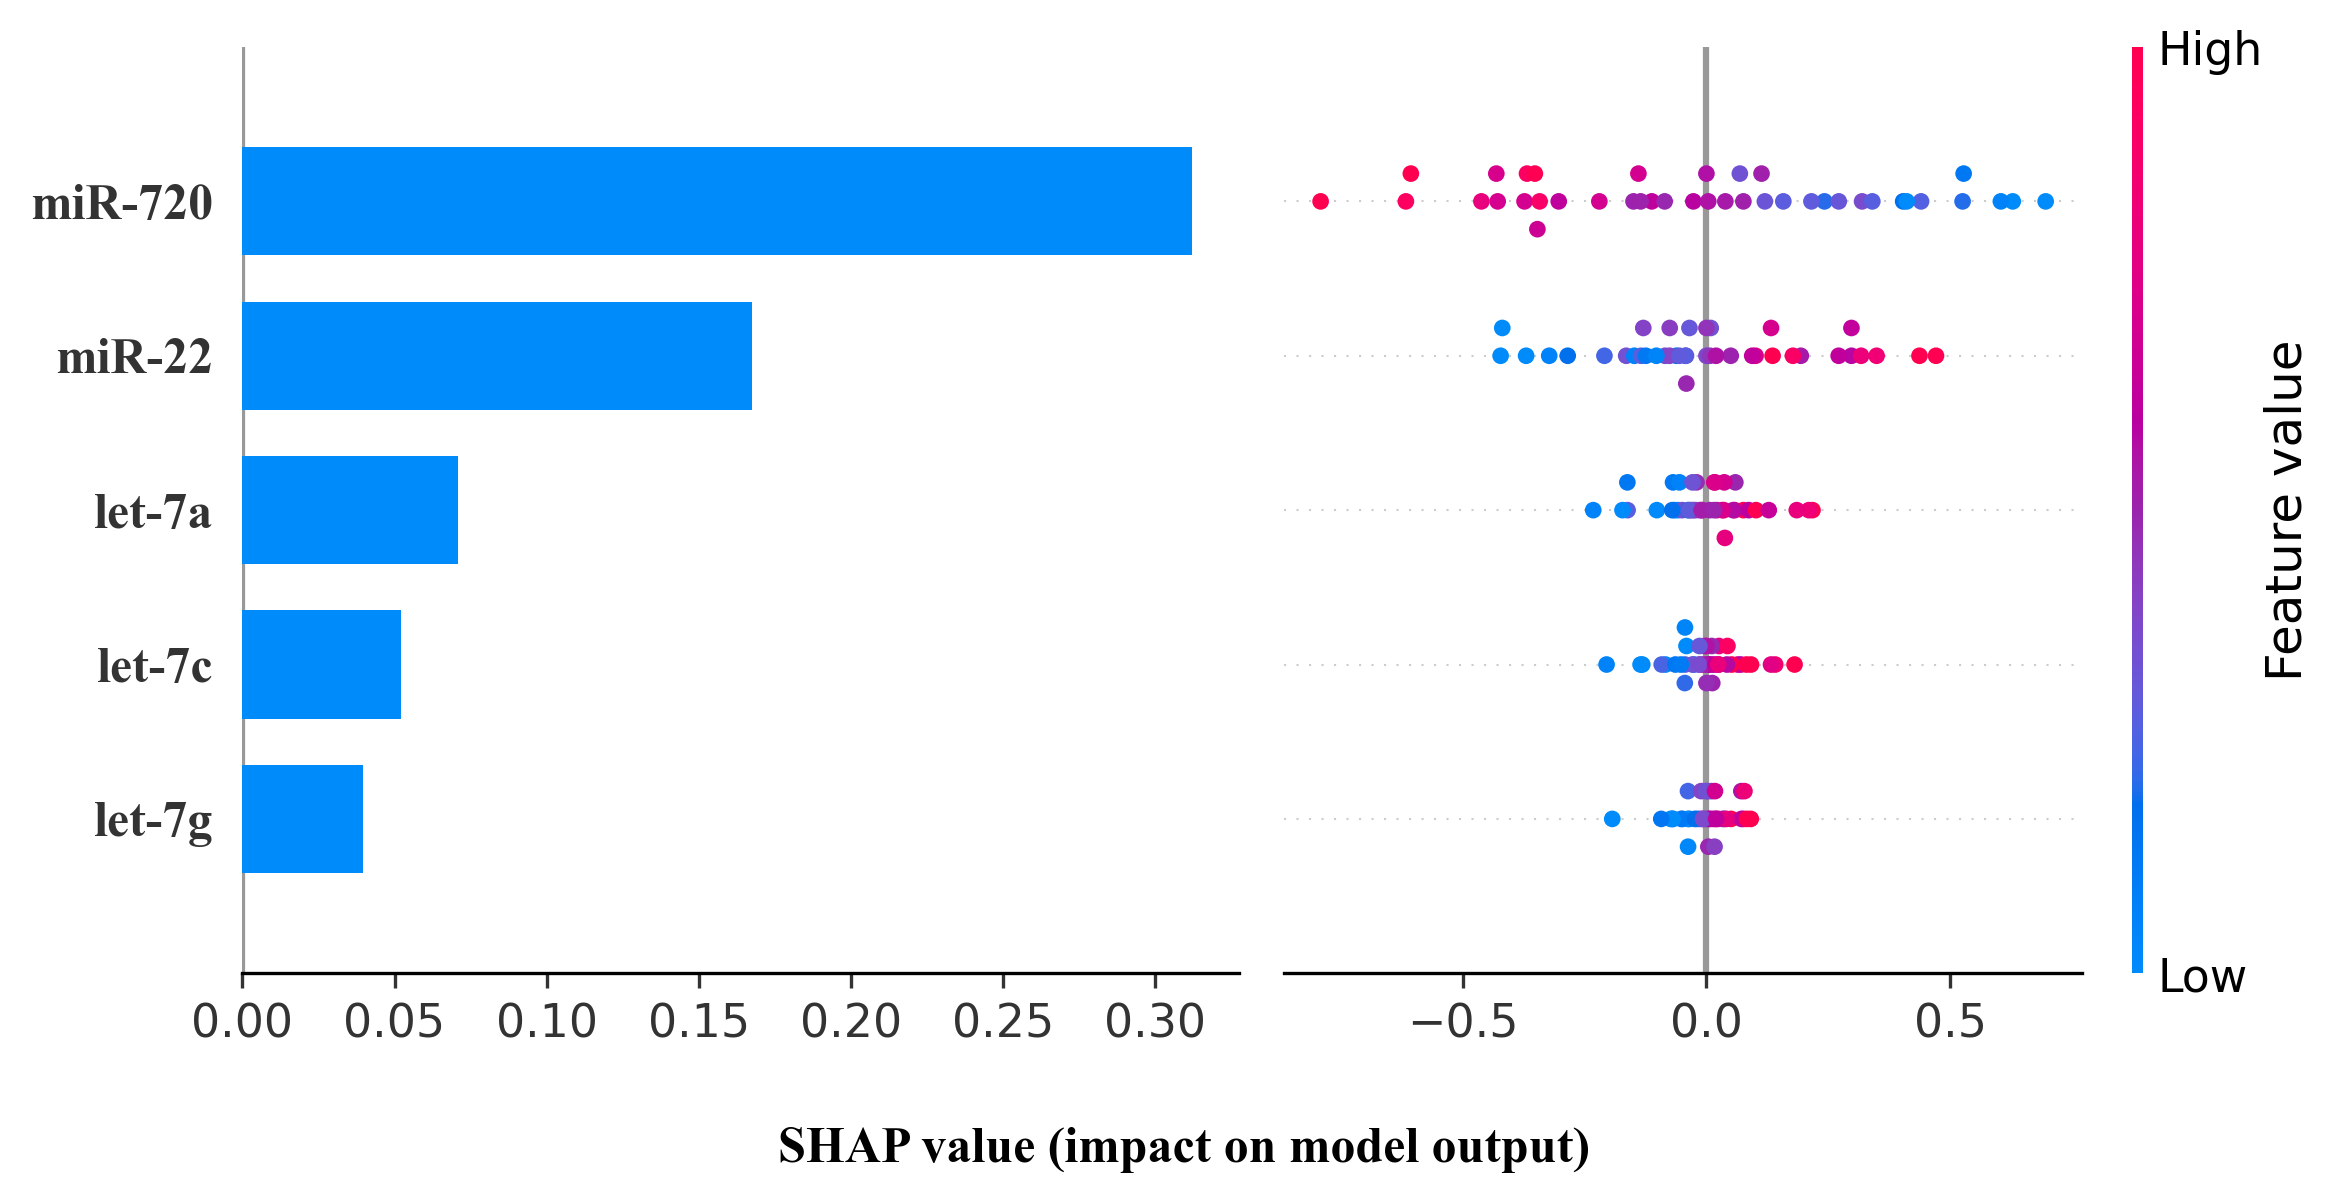 High
miR-720
miR-22
let-7a
let-7c
let-7g
Feature value
Low
0.00 0.05 0.10 0.15 0.20 0.25 0.30
−0.5 0.0 0.5
SHAP value (impact on model output)